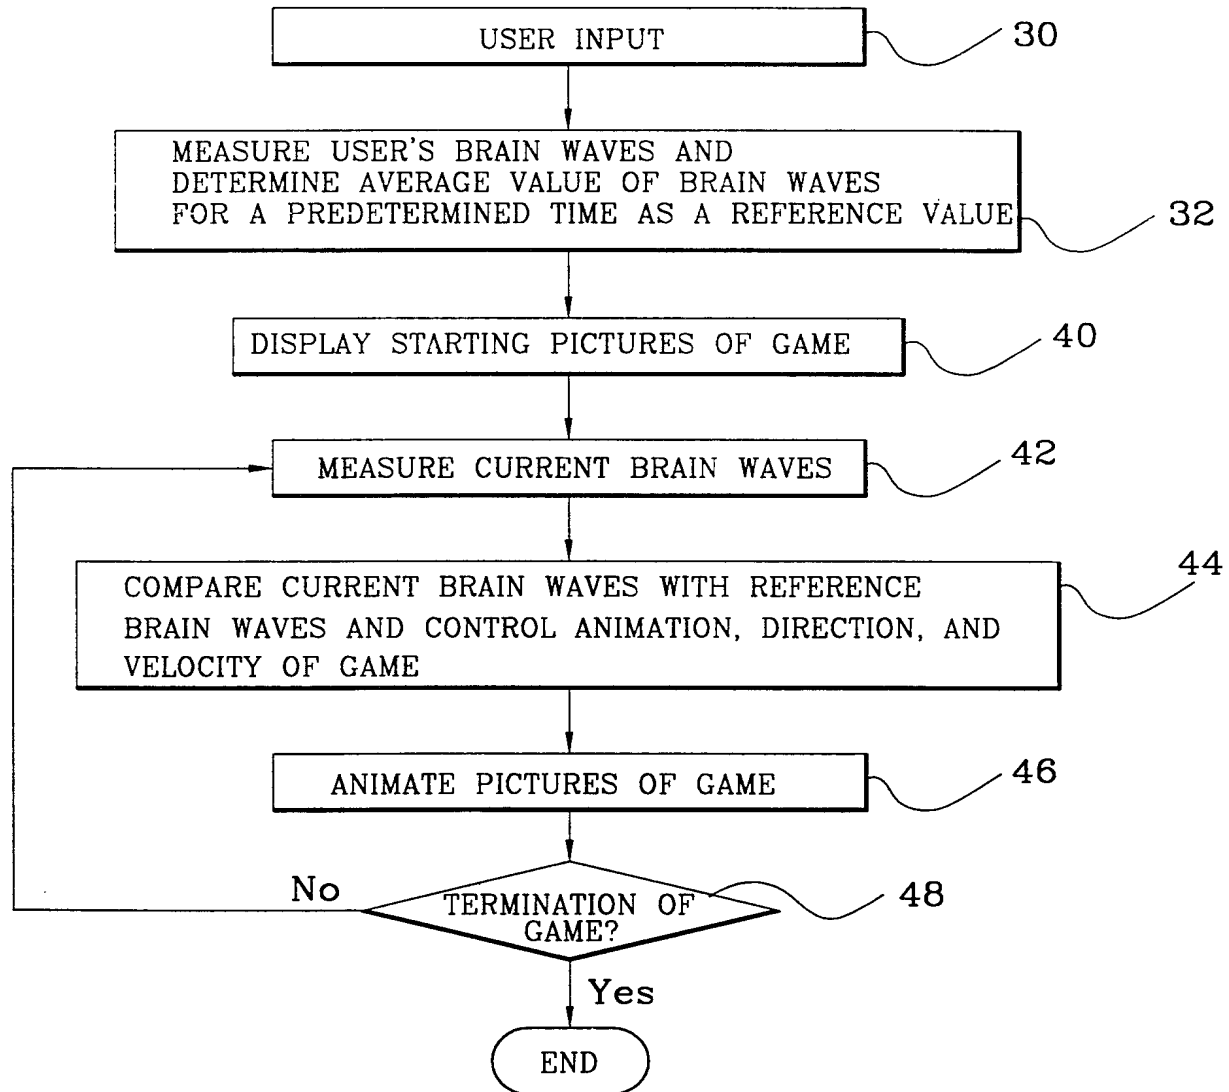 USER INPUT
30
MEASURE USER'S BRAIN WAVES AND
DETERMINE AVERAGE VALUE OF BRAIN WAVES
FOR A PREDETERMINED TIME AS A REFERENCE VALUE
32
DISPLAY STARTING PICTURES OF GAME
40
MEASURE CURRENT BRAIN WAVES
42
COMPARE CURRENT BRAIN WAVES WITH REFERENCE
BRAIN WAVES AND CONTROL ANIMATION, DIRECTION, AND
VELOCITY OF GAME
44
ANIMATE PICTURES OF GAME
46
No
TERMINATION OF
GAME?
48
Yes
END